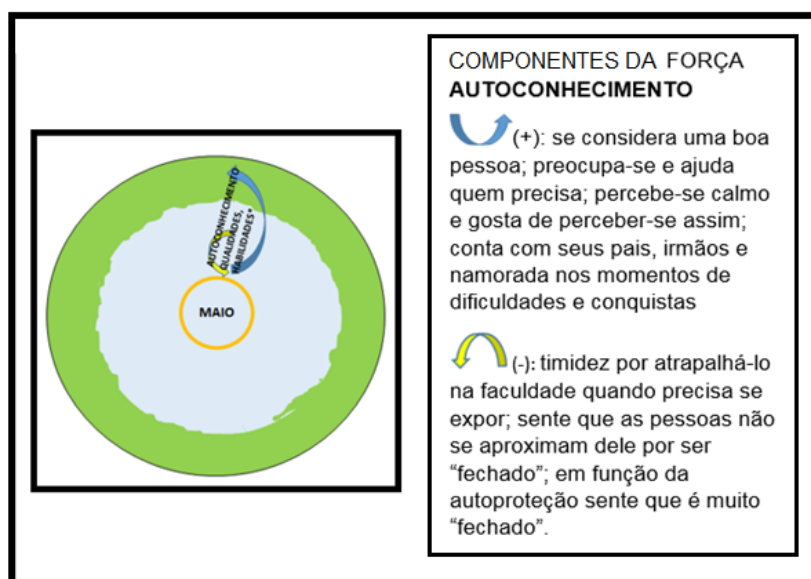 AUTOCONHECIMENTO
QUALIDADES,
HABILIDADES*
MAIO
COMPONENTES DA FORÇA
AUTOCONHECIMENTO
(+): se considera uma boa
pessoa; preocupa-se e ajuda
quem precisa; percebe-se calmo
e gosta de perceber-se assim;
conta com seus pais, irmãos e
namorada nos momentos de
dificuldades e conquistas
(-): timidez por atrapalhá-lo
na faculdade quando precisa se
expor; sente que as pessoas não
se aproximam dele por ser
“fechado”; em função da
autoproteção sente que é muito
“fechado”.